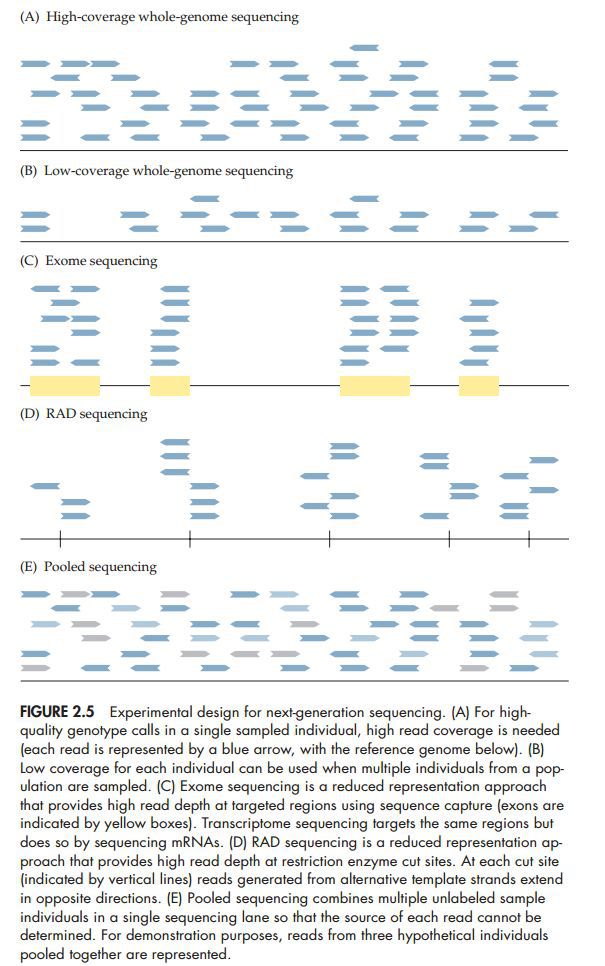 (A) High-coverage whole-genome sequencing
(B) Low-coverage whole-genome sequencing
(C) Exome sequencing
(D) RAD sequencing
(E) Pooled sequencing
FIGURE 2.5 Experimental design for next-generation sequencing. (A) For high-
quality genotype calls in a single sampled individual, high read coverage is needed
(each read is represented by a blue arrow, with the reference genome below). (B)
Low coverage for each individual can be used when multiple individuals from a pop-
ulation are sampled. (C) Exome sequencing is a reduced representation approach
that provides high read depth at targeted regions using sequence capture (exons are
indicated by yellow boxes). Transcriptome sequencing targets the same regions but
does so by sequencing mRNAs. (D) RAD sequencing is a reduced representation ap-
proach that provides high read depth at restriction enzyme cut sites. At each cut site
(indicated by vertical lines) reads generated from alternative template strands extend
in opposite directions. (E) Pooled sequencing combines multiple unlabeled sample
individuals in a single sequencing lane so that the source of each read cannot be
determined. For demonstration purposes, reads from three hypothetical individuals
pooled together are represented.